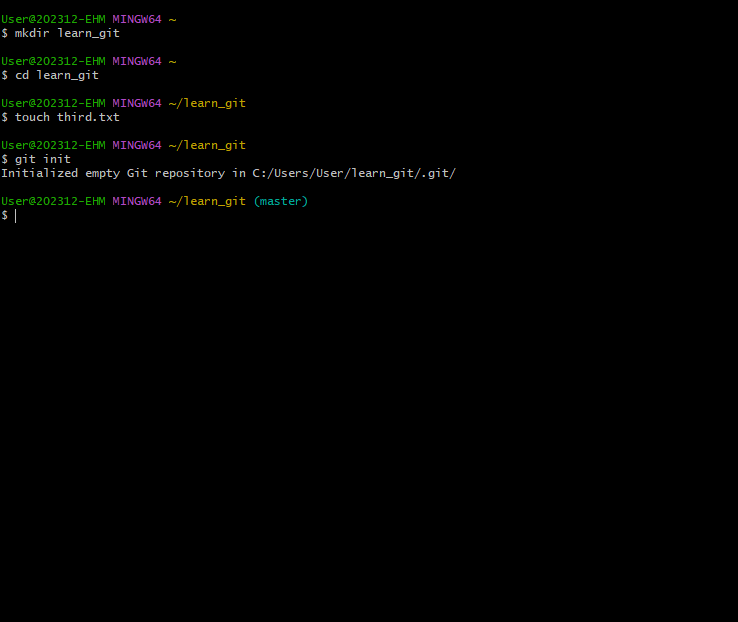 User@202312-EHM MINGW64 ~
$ mkdir learn_git
User@202312-EHM MINGW64 ~
$ cd learn_git
User@202312-EHM MINGW64 ~/learn_git
$ touch third.txt
User@202312-EHM MINGW64 ~/learn_git
$ git init
Initialized empty Git repository in C:/Users/User/learn_git/.git/
User@202312-EHM MINGW64 ~/learn_git (master)
$